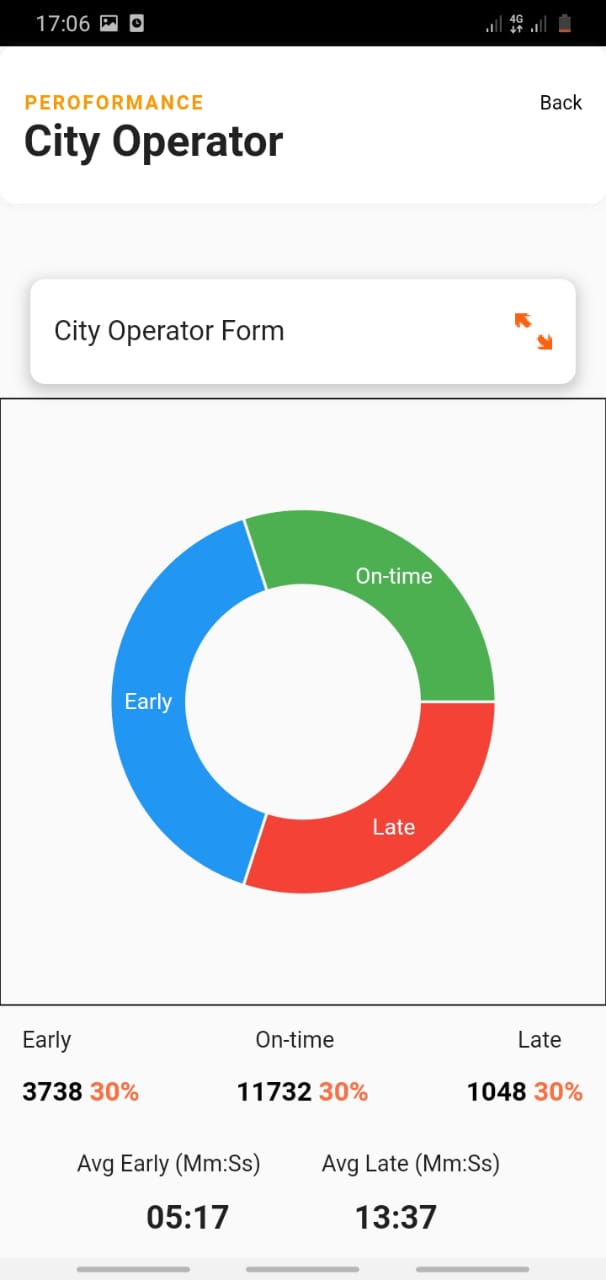 17:06 4G
PEROFORMANCE
Back
City Operator
City Operator Form
On-time
Early
Late
Early On-time Late
3738 30% 11732 30% 1048 30%
Avg Early (Mm:Ss) Avg Late (Mm:Ss)
05:17 13:37